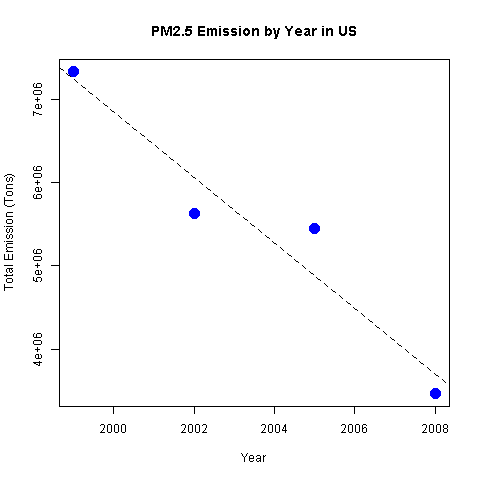 PM2.5 Emission by Year in US
Total Emission (Tons)
7e+06
6e+06
5e+06
4e+06
2000 2002 2004 2006 2008
Year